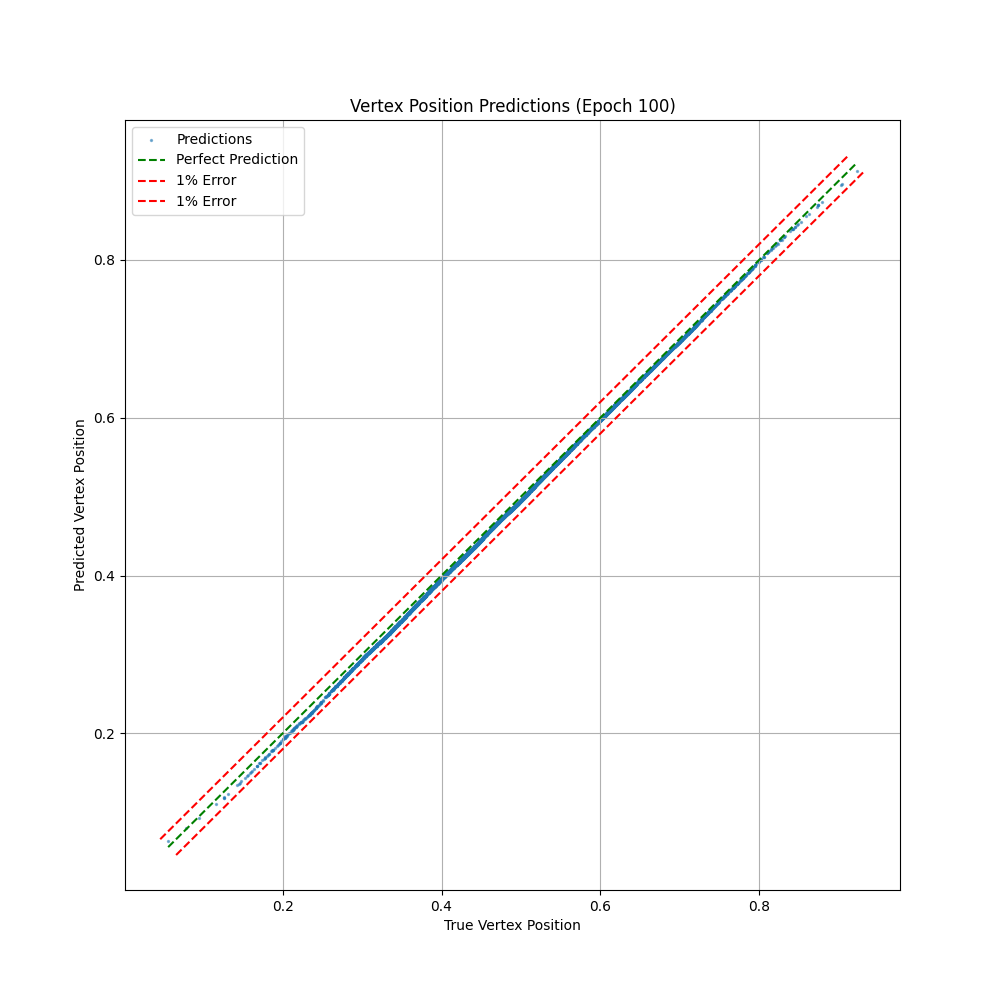 Vertex Position Predictions (Epoch 100)
Predictions
Perfect Prediction
1% Error
1% Error
0.8
0.6
0.4
0.2
Predicted Vertex Position
0.2 0.4 0.6 0.8
True Vertex Position